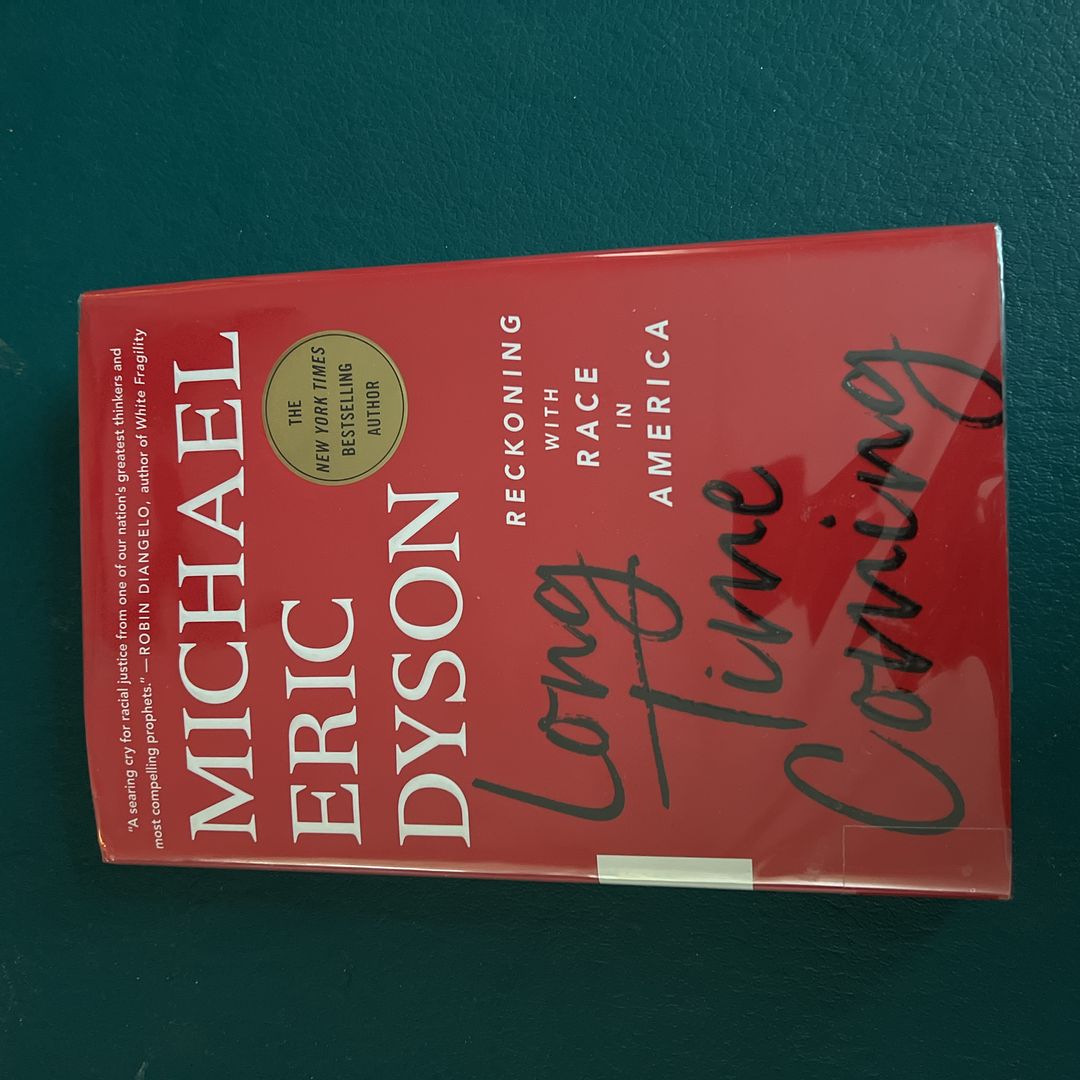 "A searing cry for racial justice from one of our nation's greatest thinkers and
most compelling prophets." —ROBIN DIANGELO, author of White Fragility
MICHAEL
ERIC
DYSON
THE
NEW YORK TIMES
BESTSELLING
AUTHOR
RECKONING
WITH
RACE
IN
AMERICA
Long
Time
Coming